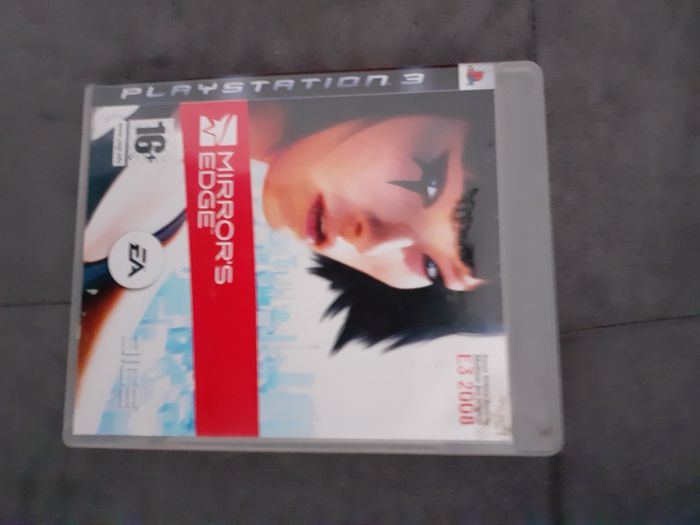 PLAYSTATION 3
E3 2008
MIRROR'S
EDGE
16+
EA
DICE